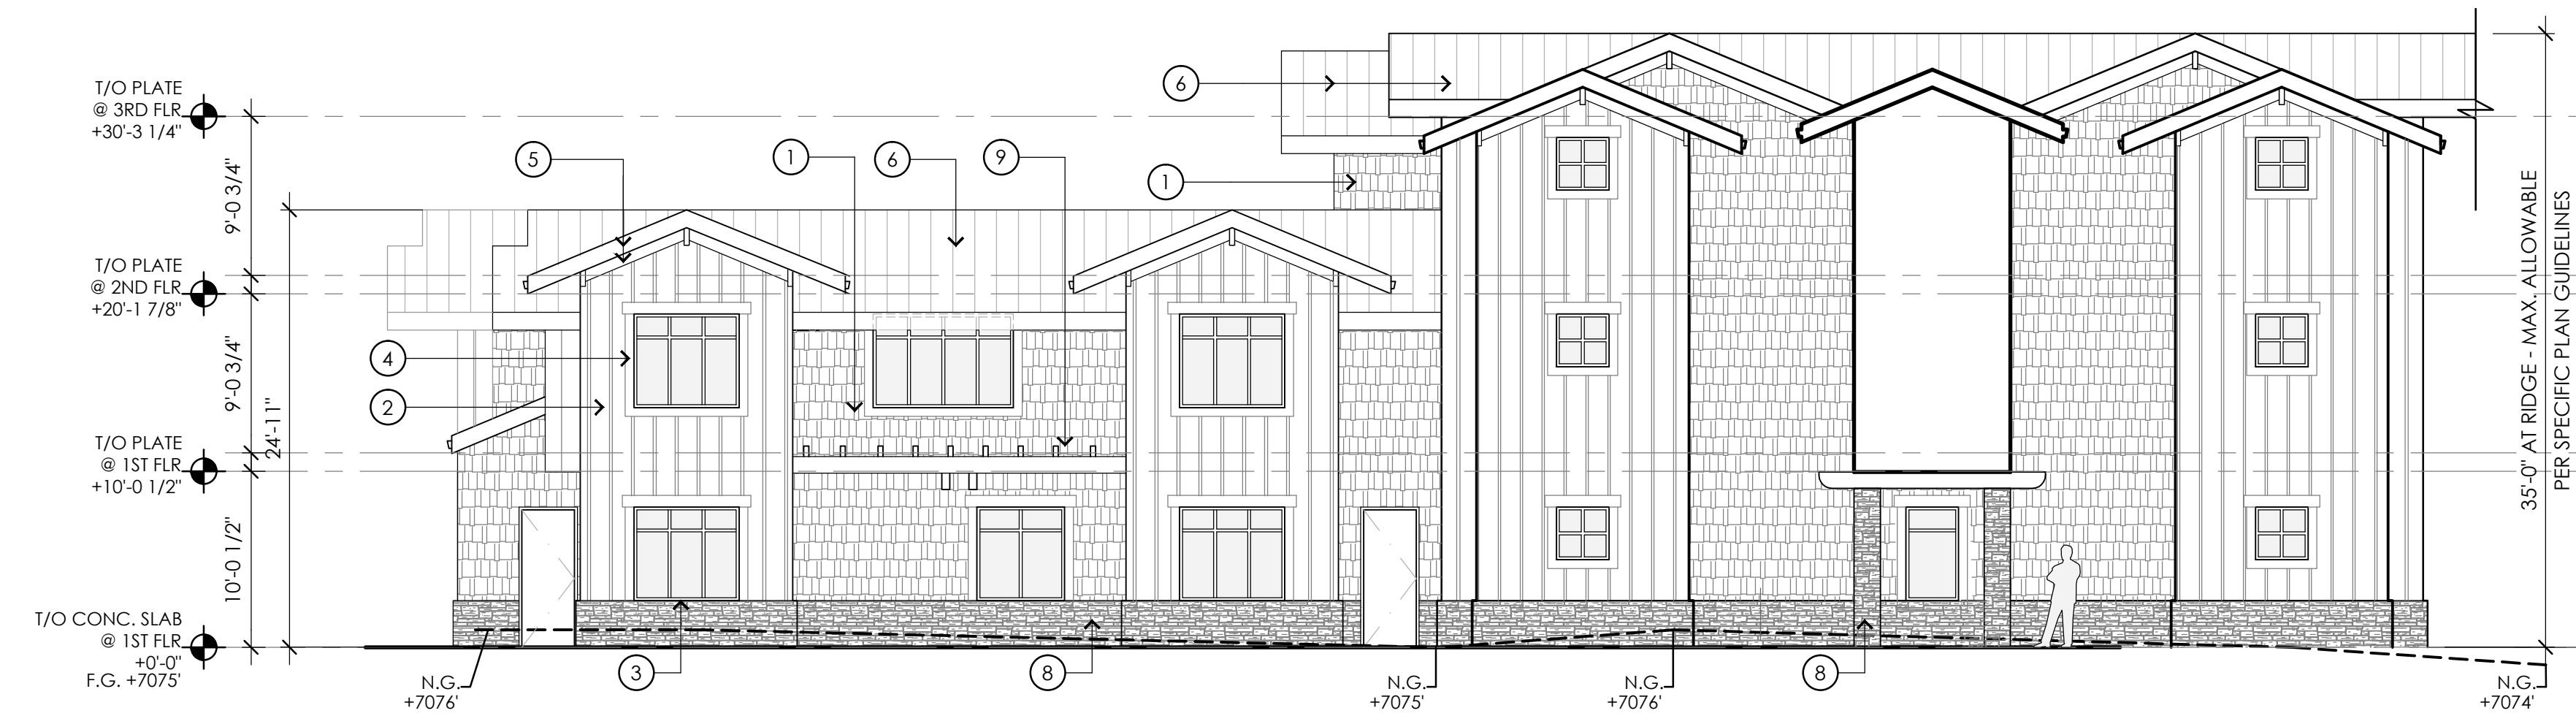 T/O PLATE
@ 3RD FLR
+30'-3 1/4"
9'-0 3/4"
T/O PLATE
@ 2ND FLR
+20'-1 7/8"
9'-0 3/4"
24'-11"
T/O PLATE
@ 1ST FLR
+10'-0 1/2"
10'-0 1/2"
T/O CONC. SLAB
@ 1ST FLR
+0'-0"
F.G. +7075'
5
1
6
9
6
1
4
2
3
8
8
N.G.
+7076'
N.G.
+7075'
N.G.
+7076'
N.G.
+7074'
35'-0" AT RIDGE - MAX. ALLOWABLE
PER SPECIFIC PLAN GUIDELINES